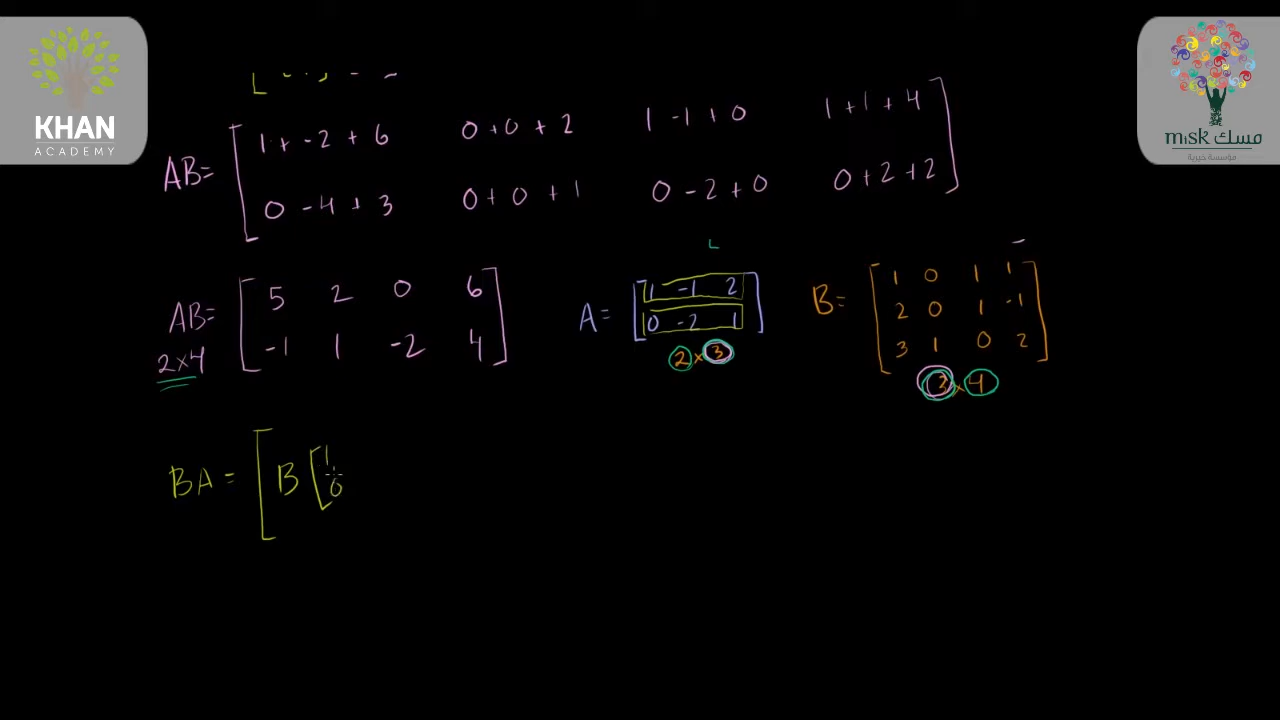 KHAN
ACADEMY
misk مسك
مؤسسة خيرية
AB= [ 1 + -2 + 6 0 + 0 + 2 1 -1 + 0 1 + 1 + 4
0 -4 + 3 0 + 0 + 1 0 - 2 + 0 0 + 2 + 2 ]
AB= [ 5 2 0 6
-1 1 -2 4 ]
2×4
A= [ 1 -1 2
0 -2 1 ]
2 × 3
B= [ 1 0 1 1
2 0 1 -1
3 1 0 2 ]
3 × 4
BA = [ B [ 1
0